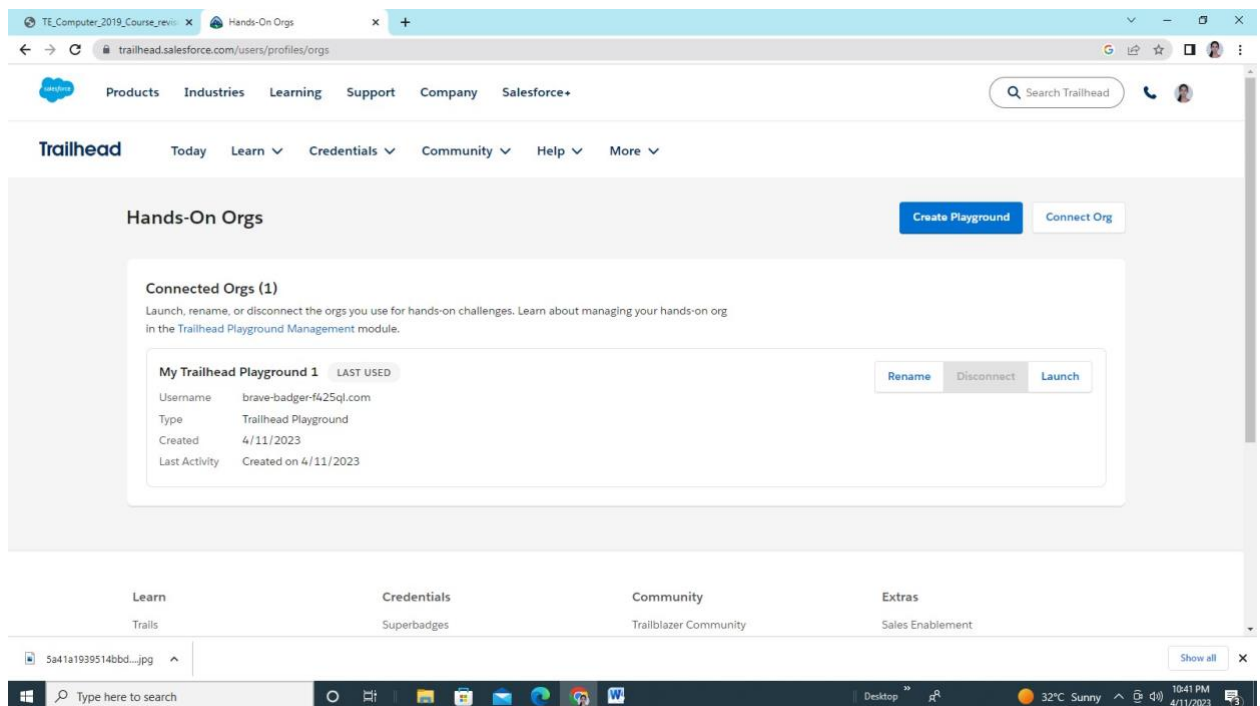 TE_Computer_2019_Course_revis
Hands-On Orgs
trailhead.salesforce.com/users/profiles/orgs
salesforce
Products Industries Learning Support Company Salesforce+
Search Trailhead
Trailhead Today Learn Credentials Community Help More
Hands-On Orgs
Create Playground Connect Org
Connected Orgs (1)
Launch, rename, or disconnect the orgs you use for hands-on challenges. Learn about managing your hands-on org
in the Trailhead Playground Management module.
My Trailhead Playground 1 LAST USED
Rename Disconnect Launch
Username brave-badger-f425ql.com
Type Trailhead Playground
Created 4/11/2023
Last Activity Created on 4/11/2023
Learn Credentials Community Extras
Trails Superbadges Trailblazer Community Sales Enablement
5a41a1939514bbd....jpg
Show all
Type here to search
Desktop
32°C Sunny
10:41 PM
4/11/2023